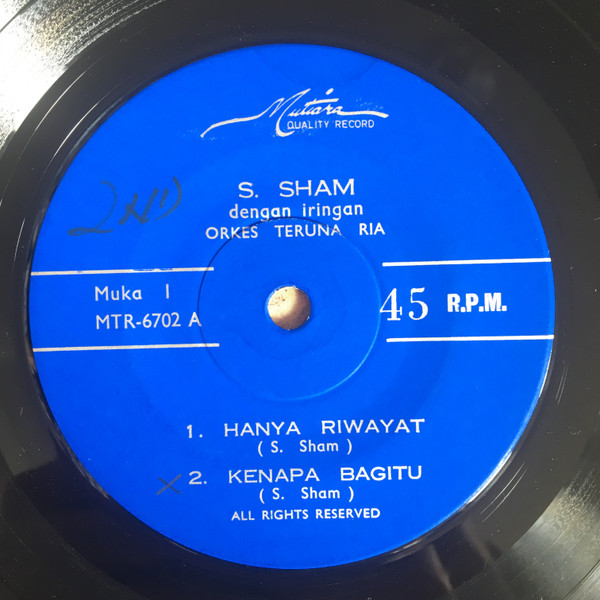 Mutiara
QUALITY RECORD
S. SHAM
dengan iringan
ORKES TERUNA RIA
2ND
Muka 1
MTR-6702 A
45 R.P.M.
1. HANYA RIWAYAT
( S. Sham )
x 2. KENAPA BAGITU
( S. Sham )
ALL RIGHTS RESERVED